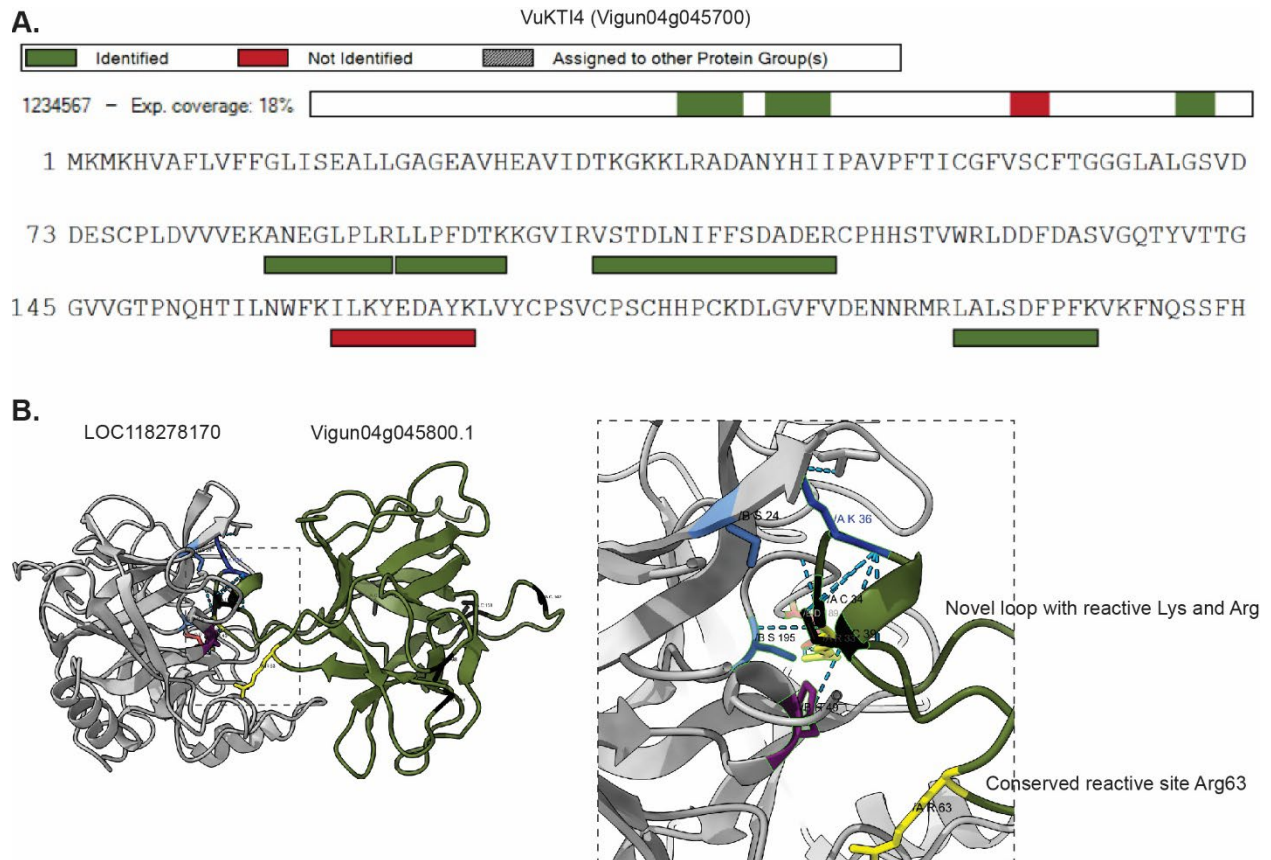 A.
VuKTI4 (Vigun04g045700)
Identified Not Identified Assigned to other Protein Group(s)
1234567 - Exp. coverage: 18%
1 MKMKHVAFLVFFGLISEALLGAGEAVHEAVIDTKGKKLRADANYHIIPAVPFTICGFVSCFTGGGLALGSVD
73 DESCPLDVVVEKANEGLPLRLLPFDTKKGVIRVSTDLNIFFSDADERCPHHSTVWRLDDFDASVGQTYVTTG
145 GVVGTPNQHTILNWFKILKYEDAYKLVYCPSVCPSCHHPCKDLGVFVDENNRMRLALSDFPFKVKFNQSSFH
B.
LOC118278170 Vigun04g045800.1
/B S 24
/A K 36
/A C 34
/B S 195
Novel loop with reactive Lys and Arg
Conserved reactive site Arg63
/A R 63